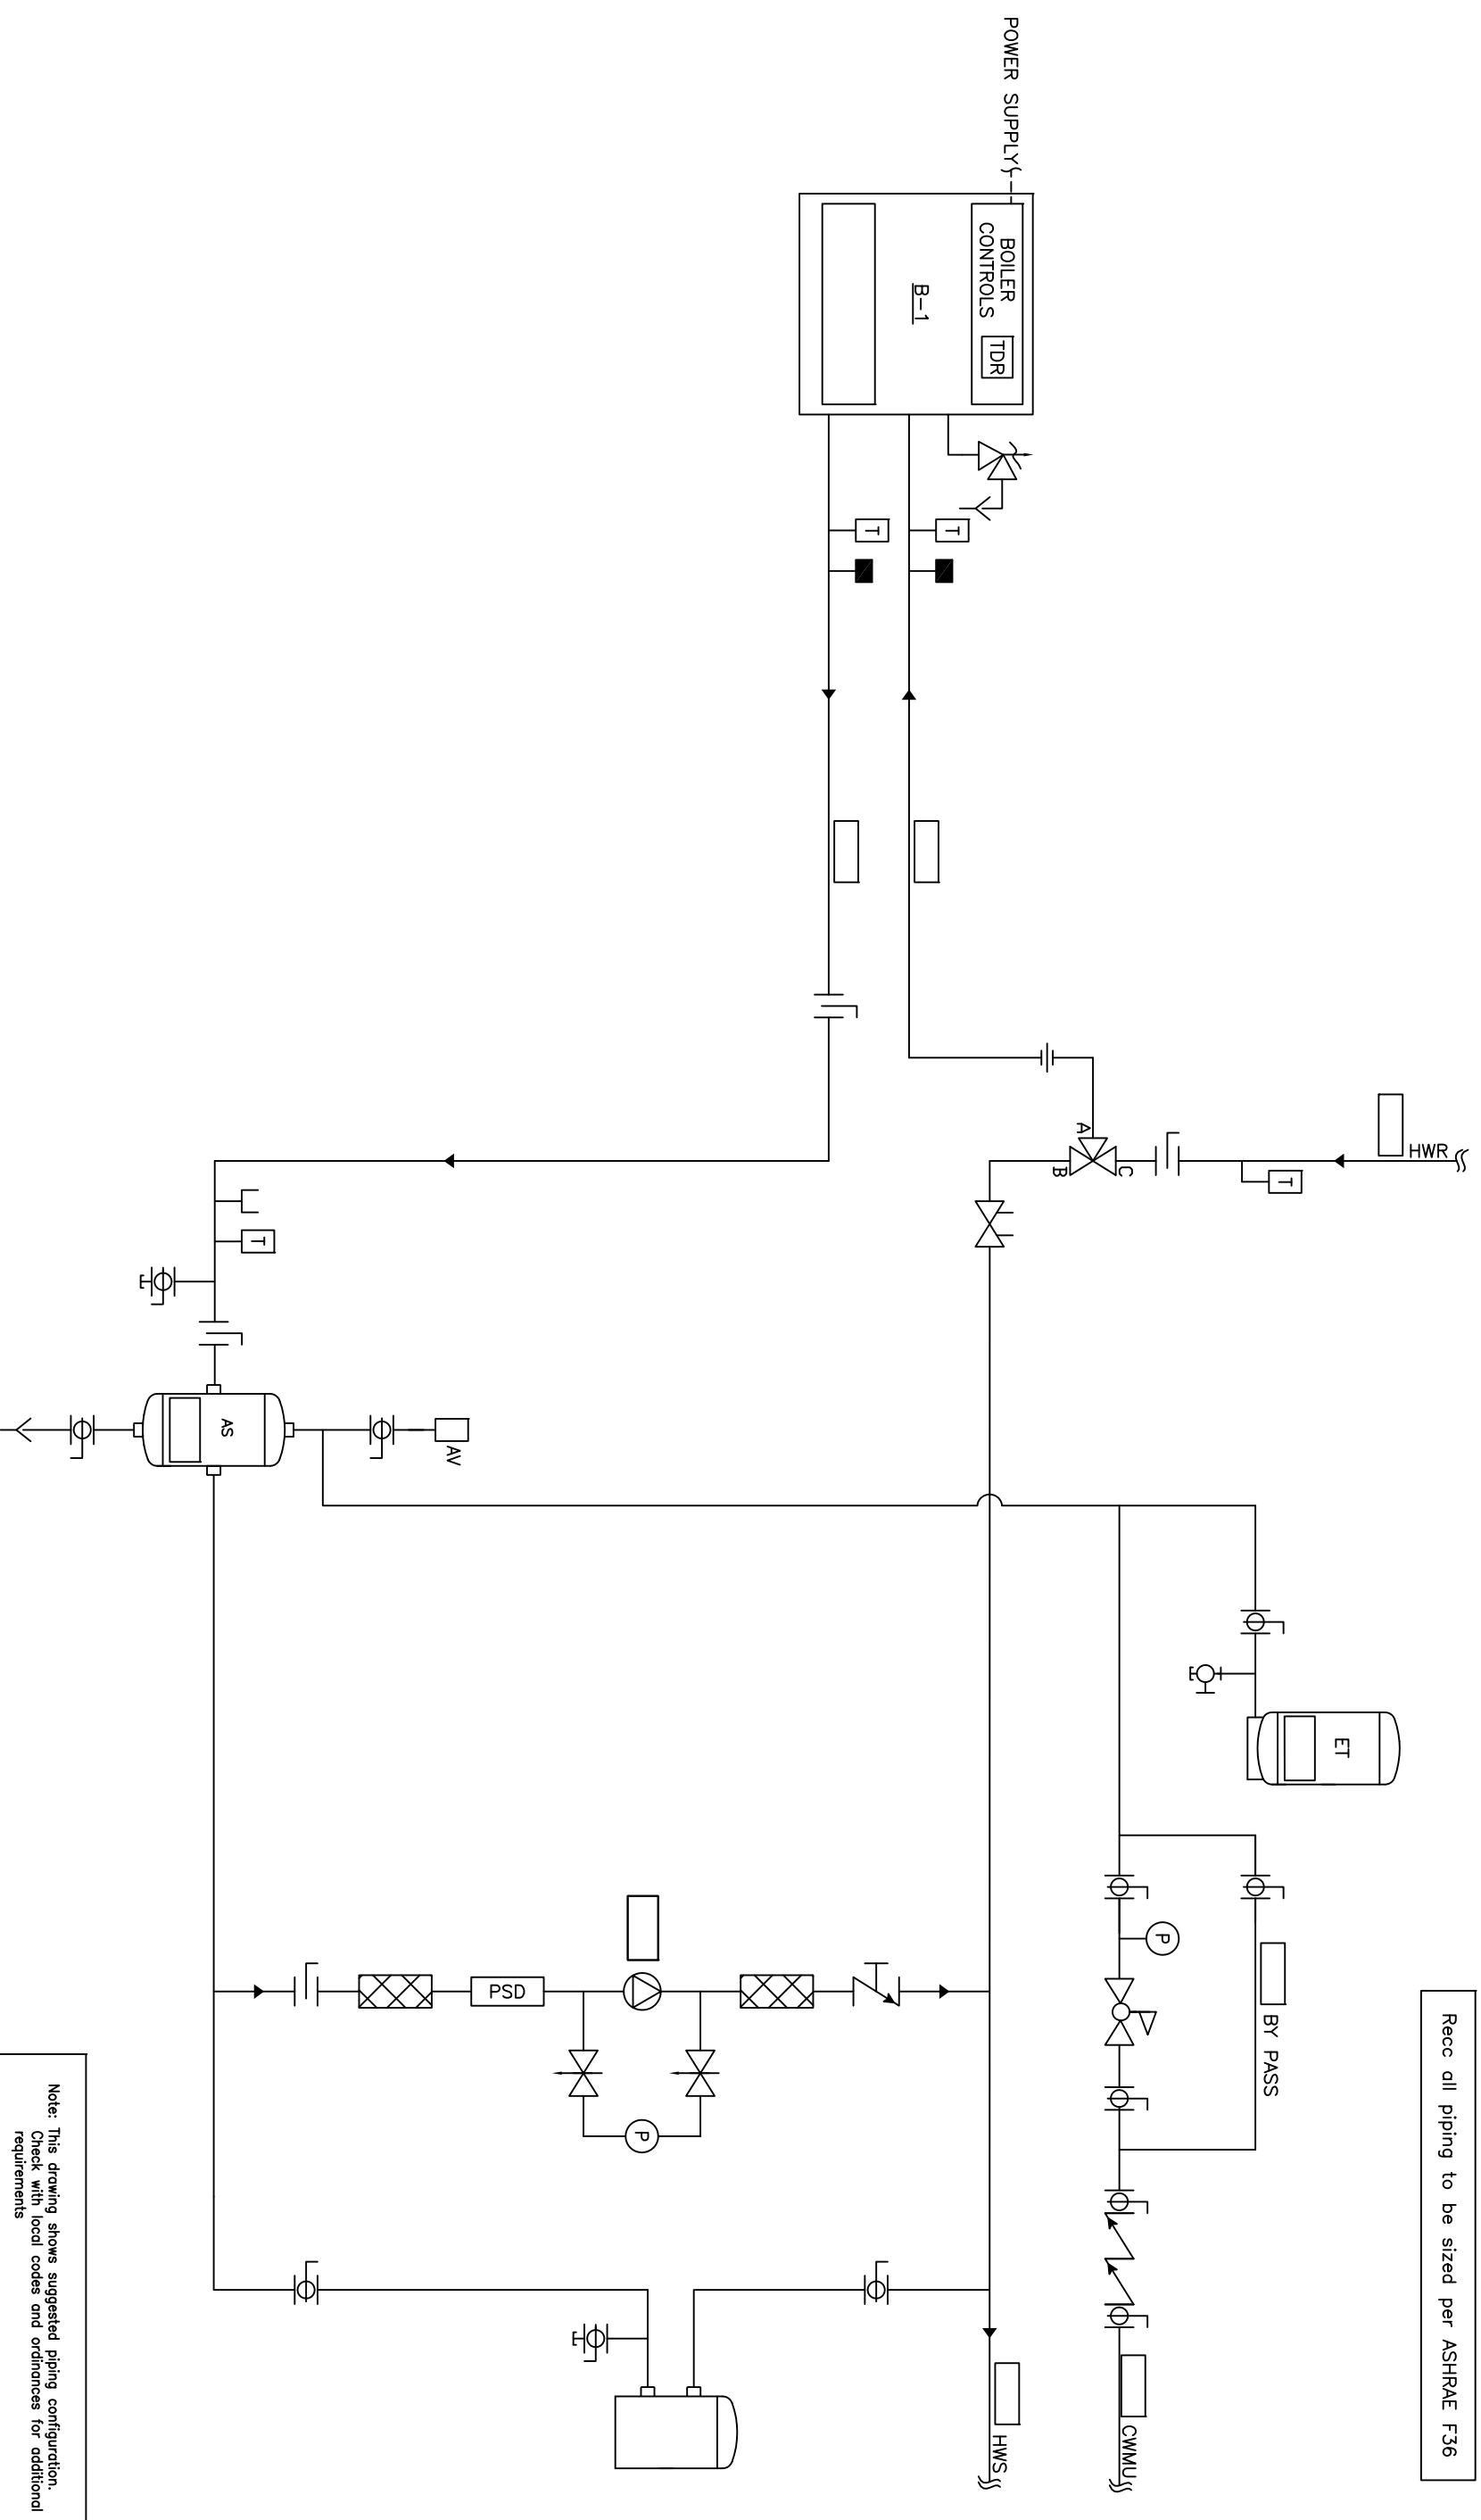 POWER SUPPLY
BOILER
CONTROLS
TDR
B-1
T
T
HWR
T
A
B
C
T
AS
AV
ET
P
BY PASS
PSD
P
CWMU
HWS
Recc all piping to be sized per ASHRAE F36
Note: This drawing shows suggested piping configuration.
Check with local codes and ordinances for additional
requirements